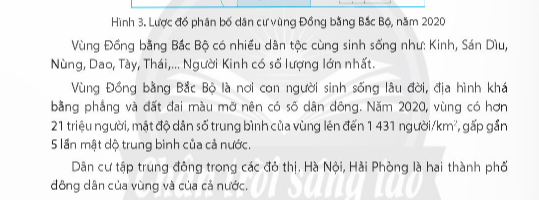 Hình 3. Lược đồ phân bố dân cư vùng Đồng bằng Bắc Bộ, năm 2020
Vùng Đồng bằng Bắc Bộ có nhiều dân tộc cùng sinh sống như: Kinh, Sán Dìu,
Nùng, Dao, Tày, Thái,... Người Kinh có số lượng lớn nhất.
Vùng Đồng bằng Bắc Bộ là nơi con người sinh sống lâu đời, địa hình khá
bằng phẳng và đất đai màu mỡ nên có số dân đông. Năm 2020, vùng có hơn
21 triệu người, mật độ dân số trung bình của vùng lên đến 1 431 người/km², gấp gần
5 lần mật độ trung bình của cả nước.
Dân cư tập trung đông trong các đô thị. Hà Nội, Hải Phòng là hai thành phố
đông dân của vùng và của cả nước.
Chân trời sáng tạo